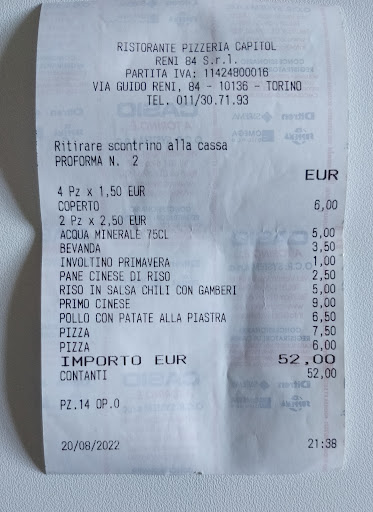 RISTORANTE PIZZERIA CAPITOL
RENI 84 S.r.l.
PARTITA IVA: 11424800016
VIA GUIDO RENI, 84 - 10136 - TORINO
TEL. 011/30.71.93
Ritirare scontrino alla cassa
PROFORMA N. 2
EUR
4 Pz x 1,50 EUR
COPERTO 6,00
2 Pz x 2,50 EUR
ACQUA MINERALE 75CL 5,00
BEVANDA 3,50
INVOLTINO PRIMAVERA 1,00
PANE CINESE DI RISO 2,50
RISO IN SALSA CHILI CON GAMBERI 5,00
PRIMO CINESE 9,00
POLLO CON PATATE ALLA PIASTRA 6,50
PIZZA 7,50
PIZZA 6,00
IMPORTO EUR 52,00
CONTANTI 52,00
PZ.14 OP.0
20/08/2022 21:38